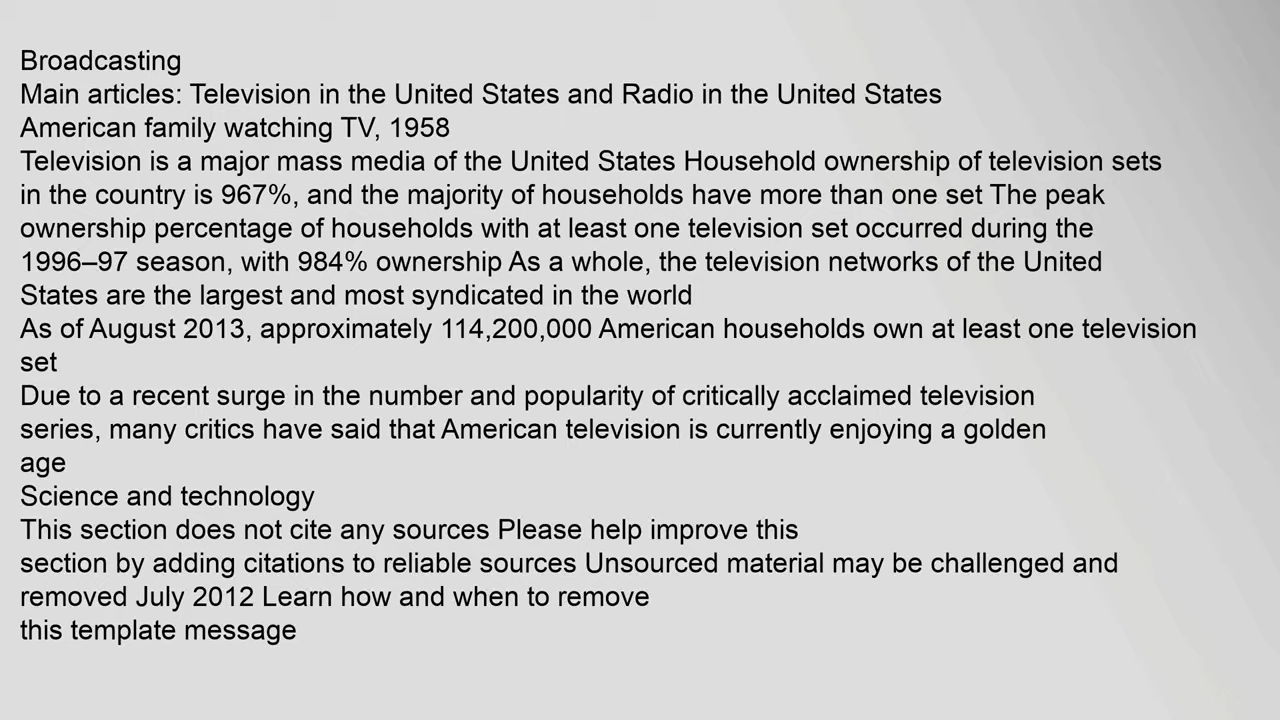 Broadcasting
Main articles: Television in the United States and Radio in the United States
American family watching TV, 1958
Television is a major mass media of the United States Household ownership of television sets
in the country is 967%, and the majority of households have more than one set The peak
ownership percentage of households with at least one television set occurred during the
1996–97 season, with 984% ownership As a whole, the television networks of the United
States are the largest and most syndicated in the world
As of August 2013, approximately 114,200,000 American households own at least one television
set
Due to a recent surge in the number and popularity of critically acclaimed television
series, many critics have said that American television is currently enjoying a golden
age
Science and technology
This section does not cite any sources Please help improve this
section by adding citations to reliable sources Unsourced material may be challenged and
removed July 2012 Learn how and when to remove
this template message